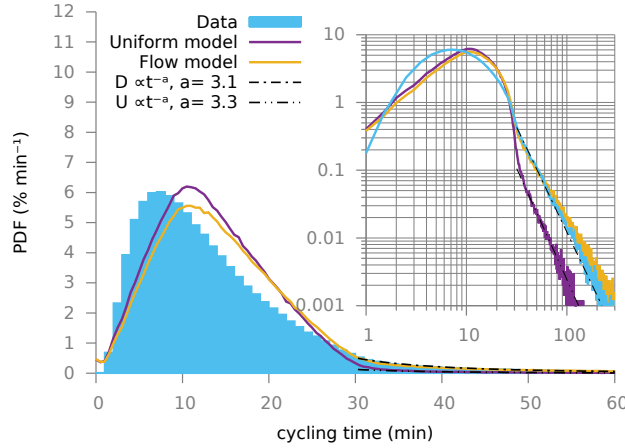 Data
Uniform model
Flow model
D ∝t⁻ᵃ, a= 3.1
U ∝t⁻ᵃ, a= 3.3
PDF (% min⁻¹)
12
11
10
9
8
7
6
5
4
3
2
1
0
0 10 20 30 40 50 60
cycling time (min)
10
1
0.1
0.01
0.001
1 10 100